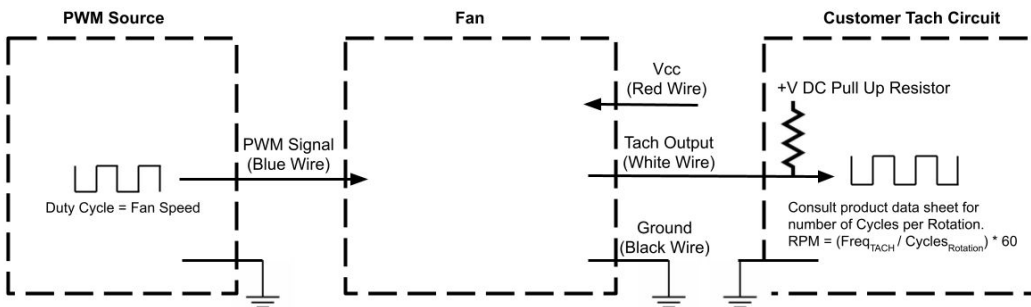 PWM Source
Fan
Customer Tach Circuit
Vcc
(Red Wire)
+V DC Pull Up Resistor
PWM Signal
(Blue Wire)
Tach Output
(White Wire)
Duty Cycle = Fan Speed
Consult product data sheet for
number of Cycles per Rotation.
RPM = (FreqTACH / CyclesRotation) * 60
Ground
(Black Wire)